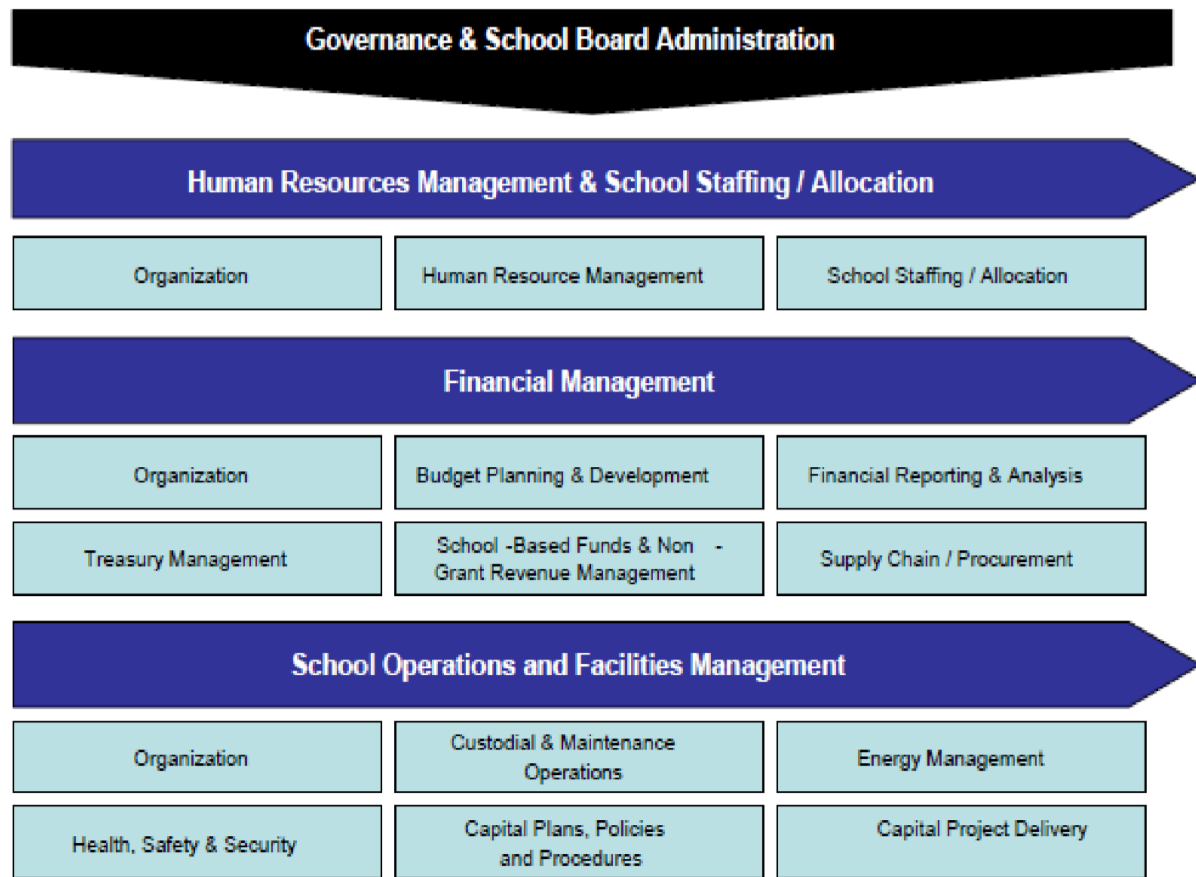 Governance & School Board Administration
Human Resources Management & School Staffing / Allocation
Organization
Human Resource Management
School Staffing / Allocation
Financial Management
Organization
Budget Planning & Development
Financial Reporting & Analysis
Treasury Management
School -Based Funds & Non -
Grant Revenue Management
Supply Chain / Procurement
School Operations and Facilities Management
Organization
Custodial & Maintenance
Operations
Energy Management
Health, Safety & Security
Capital Plans, Policies
and Procedures
Capital Project Delivery